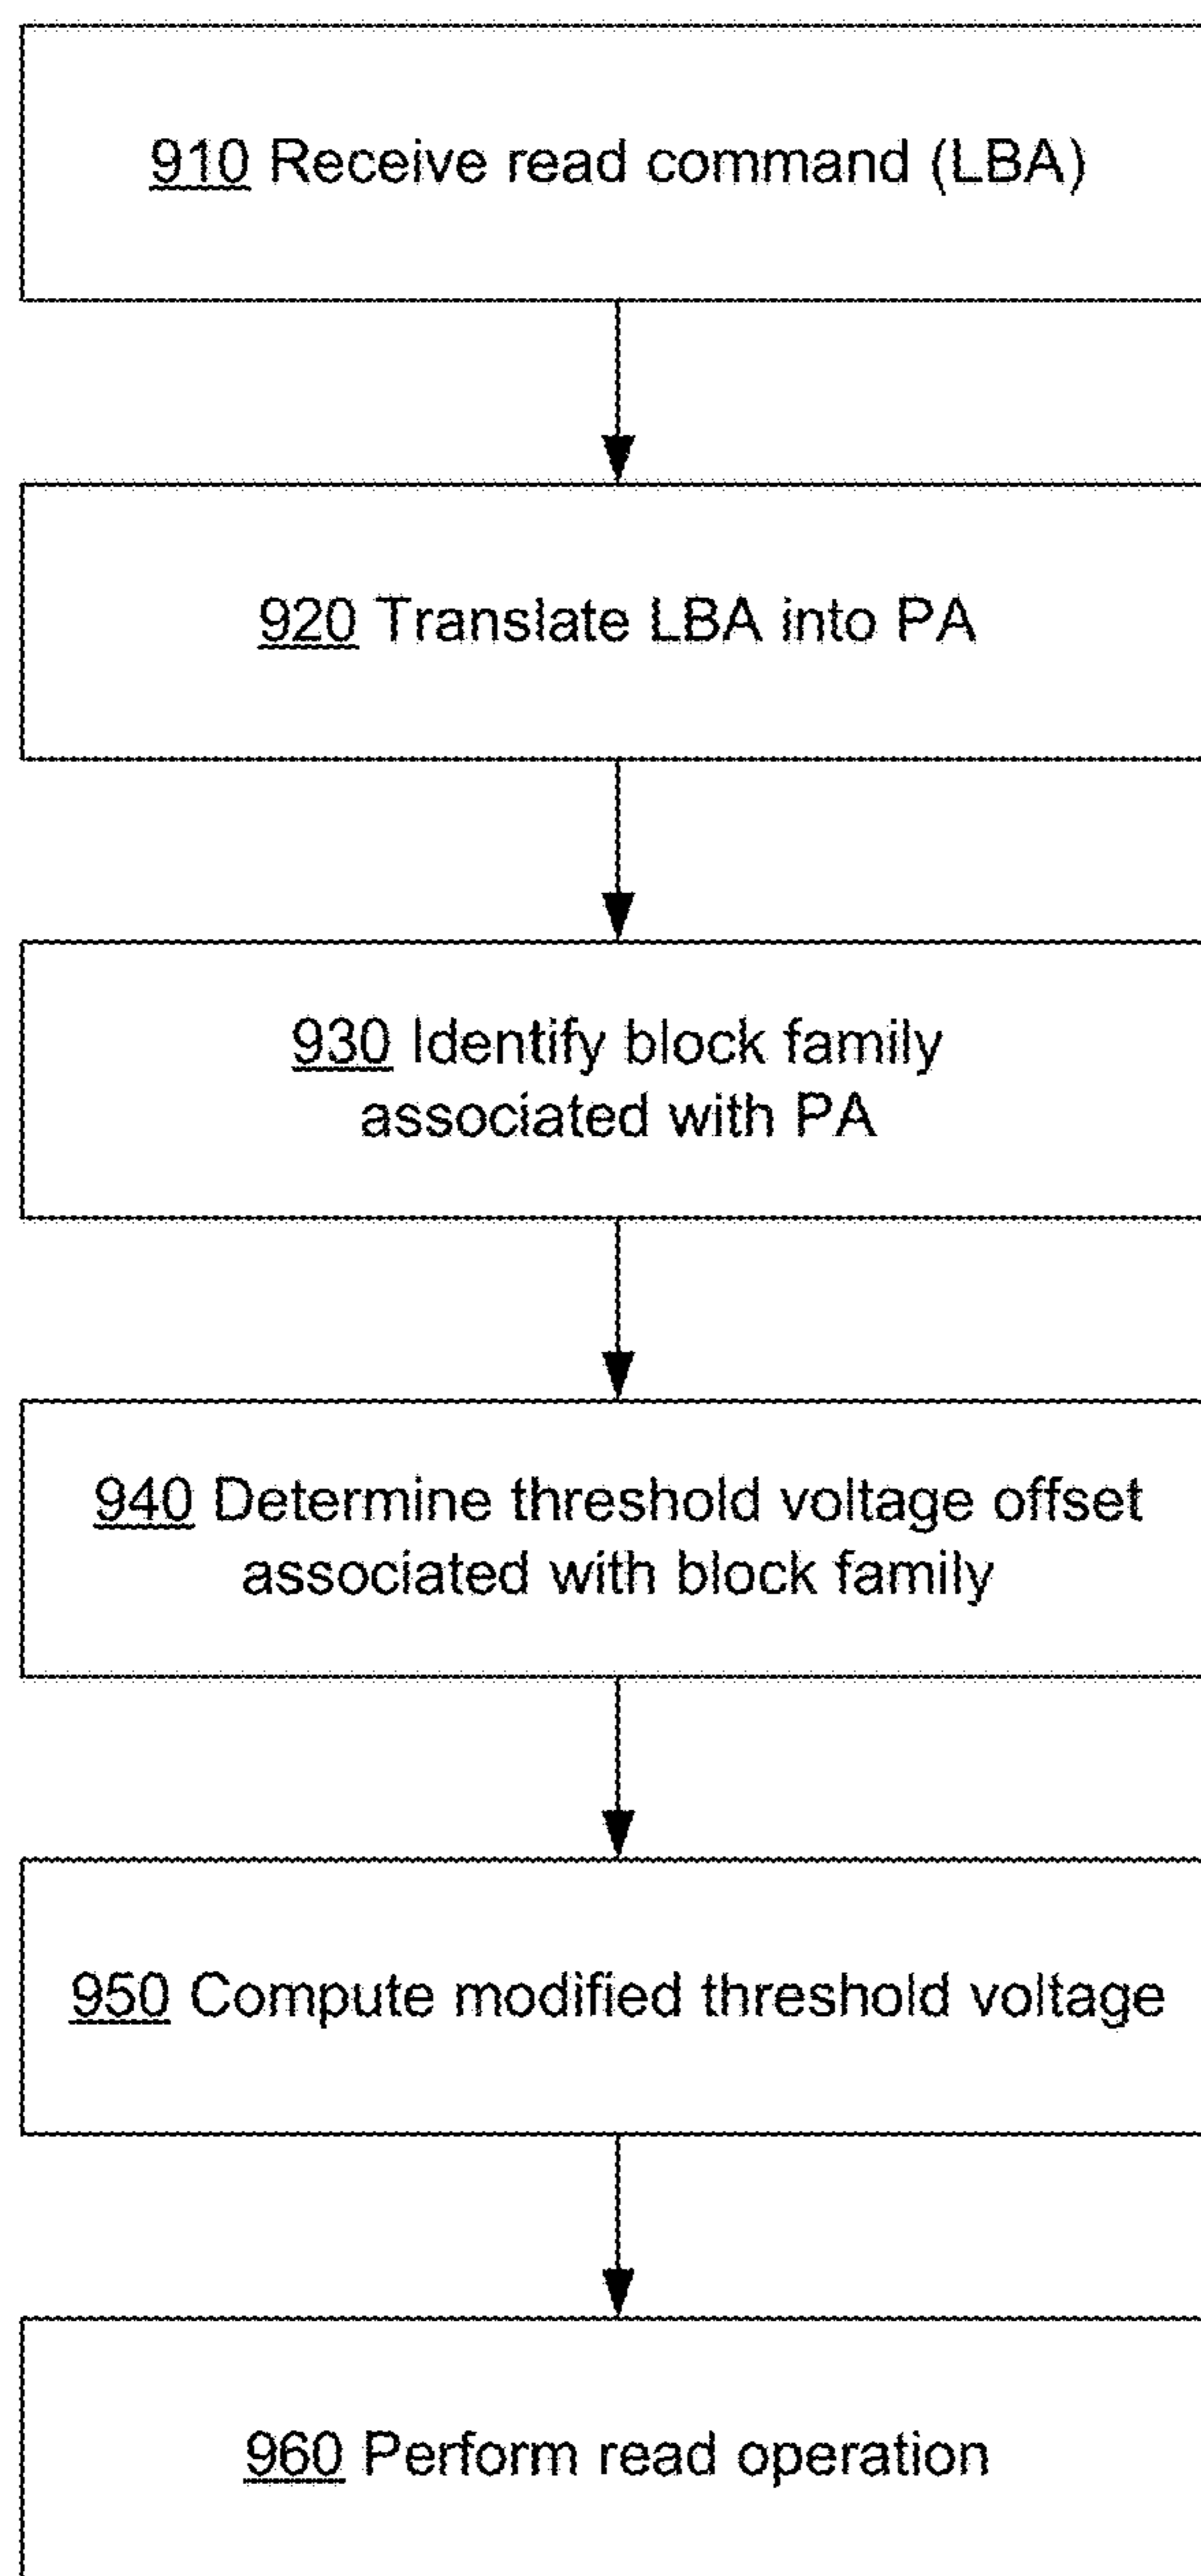 910 Receive read command (LBA)
920 Translate LBA into PA
930 Identify block family
associated with PA
940 Determine threshold voltage offset
associated with block family
950 Compute modified threshold voltage
960 Perform read operation